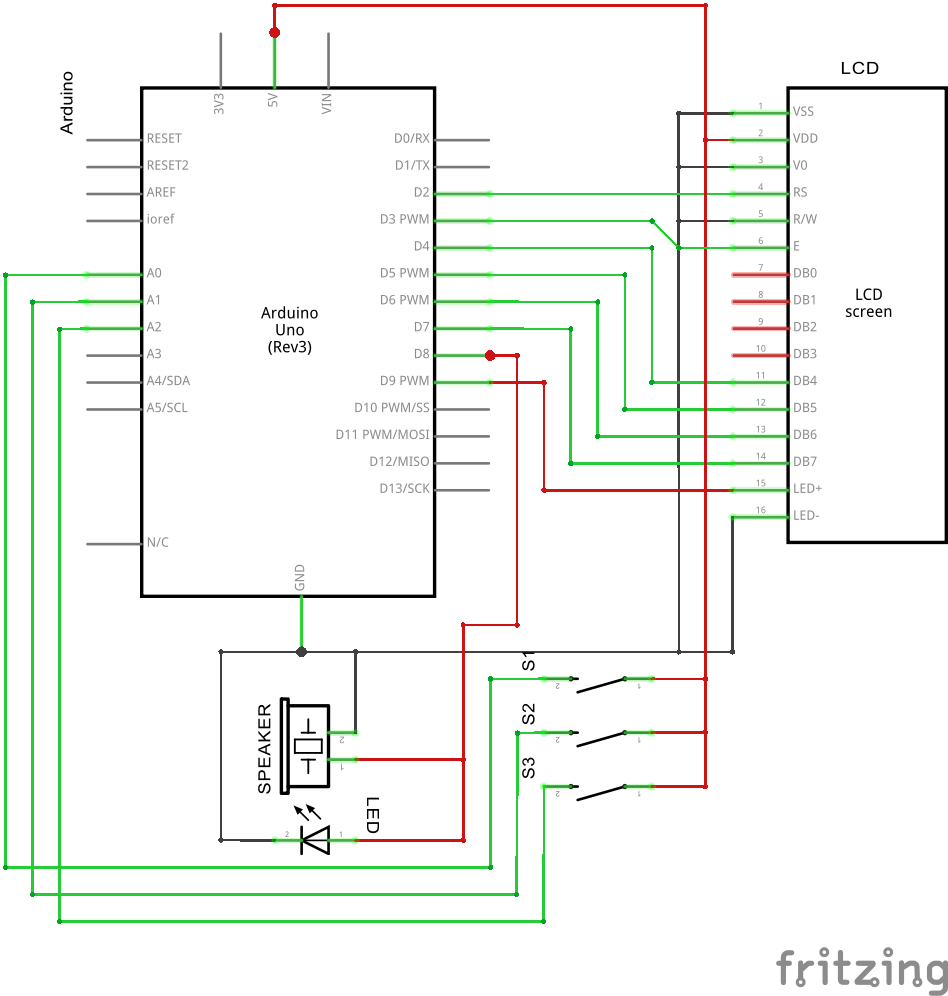 Arduino
3V3
5V
VIN
LCD
RESET
RESET2
AREF
ioref
A0
A1
A2
A3
A4/SDA
A5/SCL
N/C
D0/RX
D1/TX
D2
D3 PWM
D4
D5 PWM
D6 PWM
D7
D8
D9 PWM
D10 PWM/SS
D11 PWM/MOSI
D12/MISO
D13/SCK
Arduino
Uno
(Rev3)
GND
1 VSS
2 VDD
3 V0
4 RS
5 R/W
6 E
7 DB0
8 DB1
9 DB2
10 DB3
11 DB4
12 DB5
13 DB6
14 DB7
15 LED+
16 LED-
LCD
screen
S1
2 1
S2
2 1
S3
2 1
SPEAKER
2
1
LED
2 1
fritzing